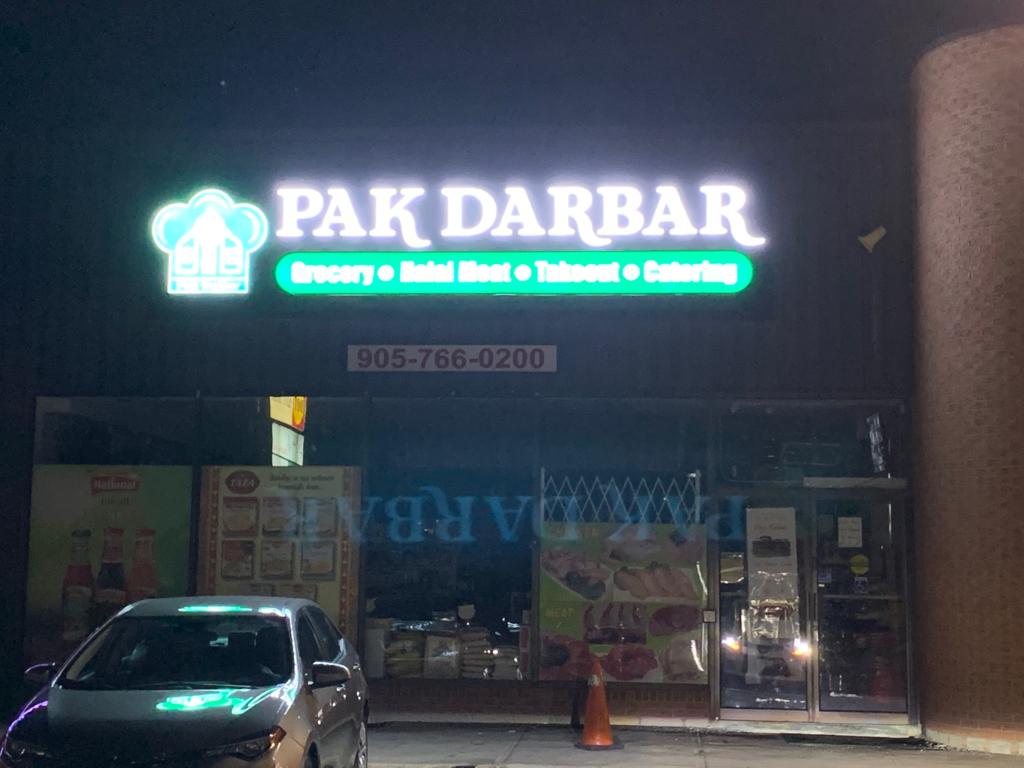 PAK DARBAR
Grocery • Halal Meat • Takeout • Catering
905-766-0200
National
MEAT